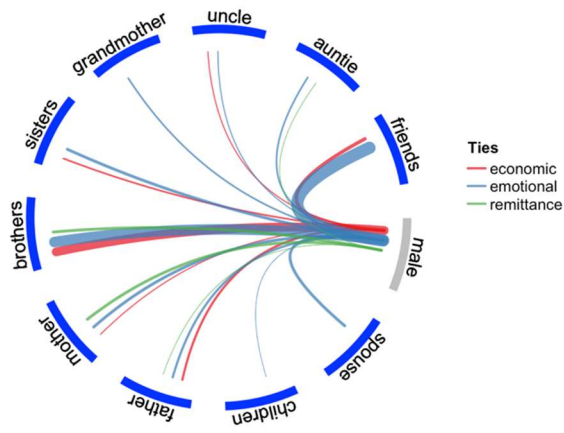 uncle
auntie
friends
male
spouse
children
father
mother
brothers
sisters
grandmother
Ties
economic
emotional
remittance